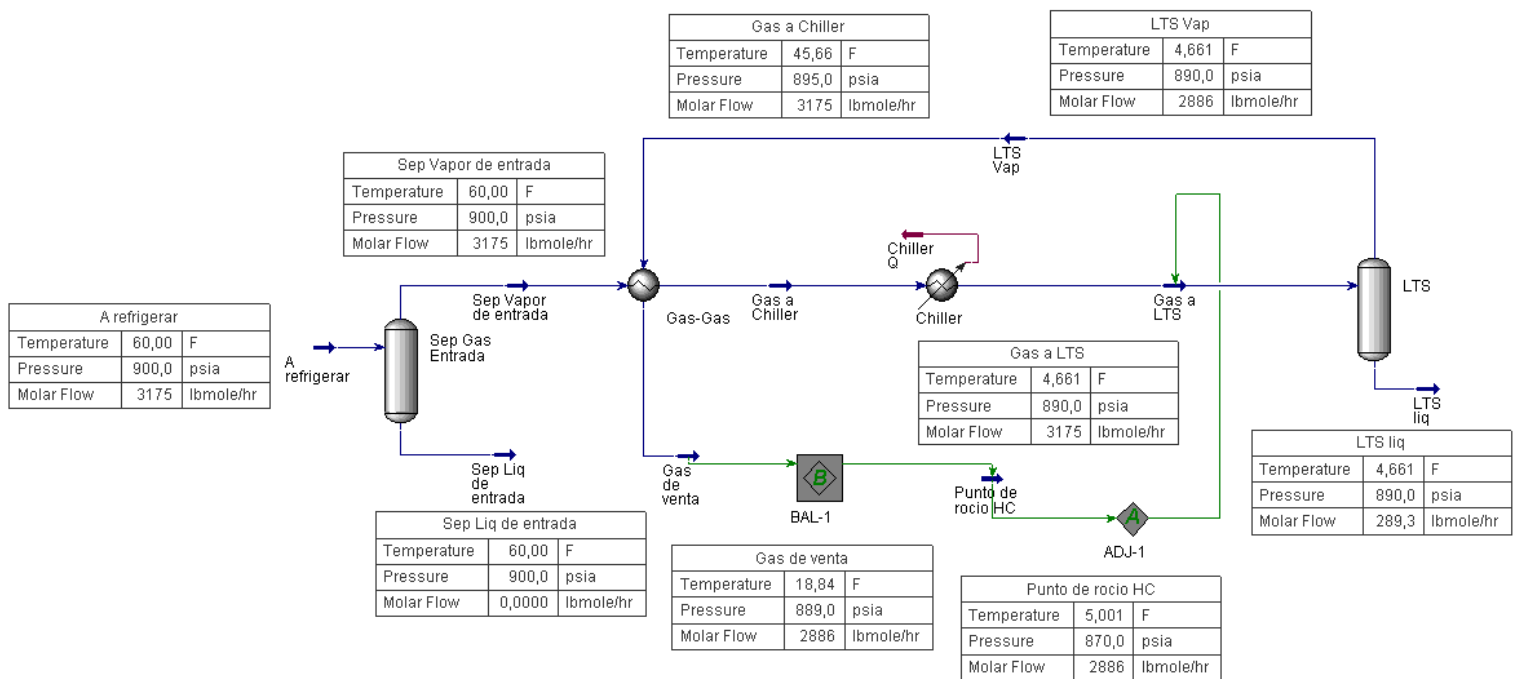 Gas a Chiller
Temperature 45,66 F
Pressure 895,0 psia
Molar Flow 3175 lbmole/hr
LTS Vap
Temperature 4,661 F
Pressure 890,0 psia
Molar Flow 2886 lbmole/hr
LTS
Vap
Sep Vapor de entrada
Temperature 60,00 F
Pressure 900,0 psia
Molar Flow 3175 lbmole/hr
Chiller
Q
Sep Vapor
de entrada
Gas-Gas
Gas a
Chiller
Chiller
Gas a
LTS
LTS
A refrigerar
Temperature 60,00 F
Pressure 900,0 psia
Molar Flow 3175 lbmole/hr
A
refrigerar
Sep Gas
Entrada
Gas a LTS
Temperature 4,661 F
Pressure 890,0 psia
Molar Flow 3175 lbmole/hr
LTS
liq
Sep Liq
de
entrada
Gas
de
venta
B
BAL-1
Punto de
rocio HC
A
ADJ-1
LTS liq
Temperature 4,661 F
Pressure 890,0 psia
Molar Flow 289,3 lbmole/hr
Sep Liq de entrada
Temperature 60,00 F
Pressure 900,0 psia
Molar Flow 0,0000 lbmole/hr
Gas de venta
Temperature 18,84 F
Pressure 889,0 psia
Molar Flow 2886 lbmole/hr
Punto de rocio HC
Temperature 5,001 F
Pressure 870,0 psia
Molar Flow 2886 lbmole/hr